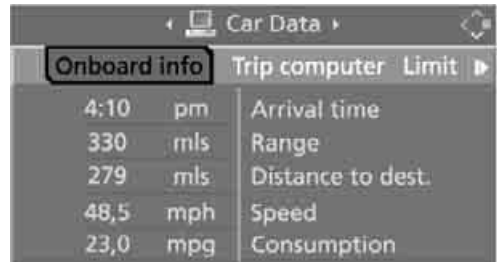 Car Data
Onboard info Trip computer Limit
4:10 pm Arrival time
330 mls Range
279 mls Distance to dest.
48,5 mph Speed
23,0 mpg Consumption